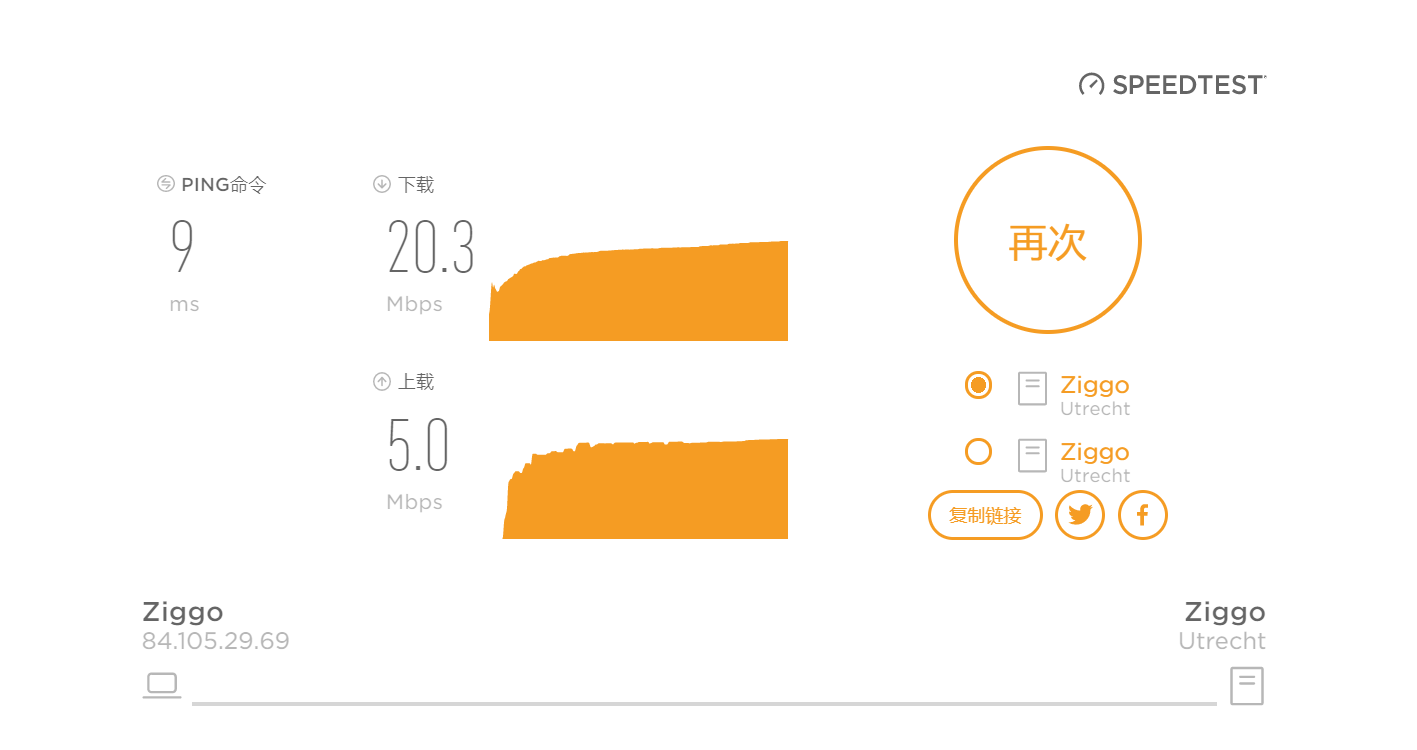 SPEEDTEST
PING命令
9
ms
下载
20.3
Mbps
上载
5.0
Mbps
再次
Ziggo
Utrecht
Ziggo
Utrecht
复制链接
Ziggo
84.105.29.69
Ziggo
Utrecht